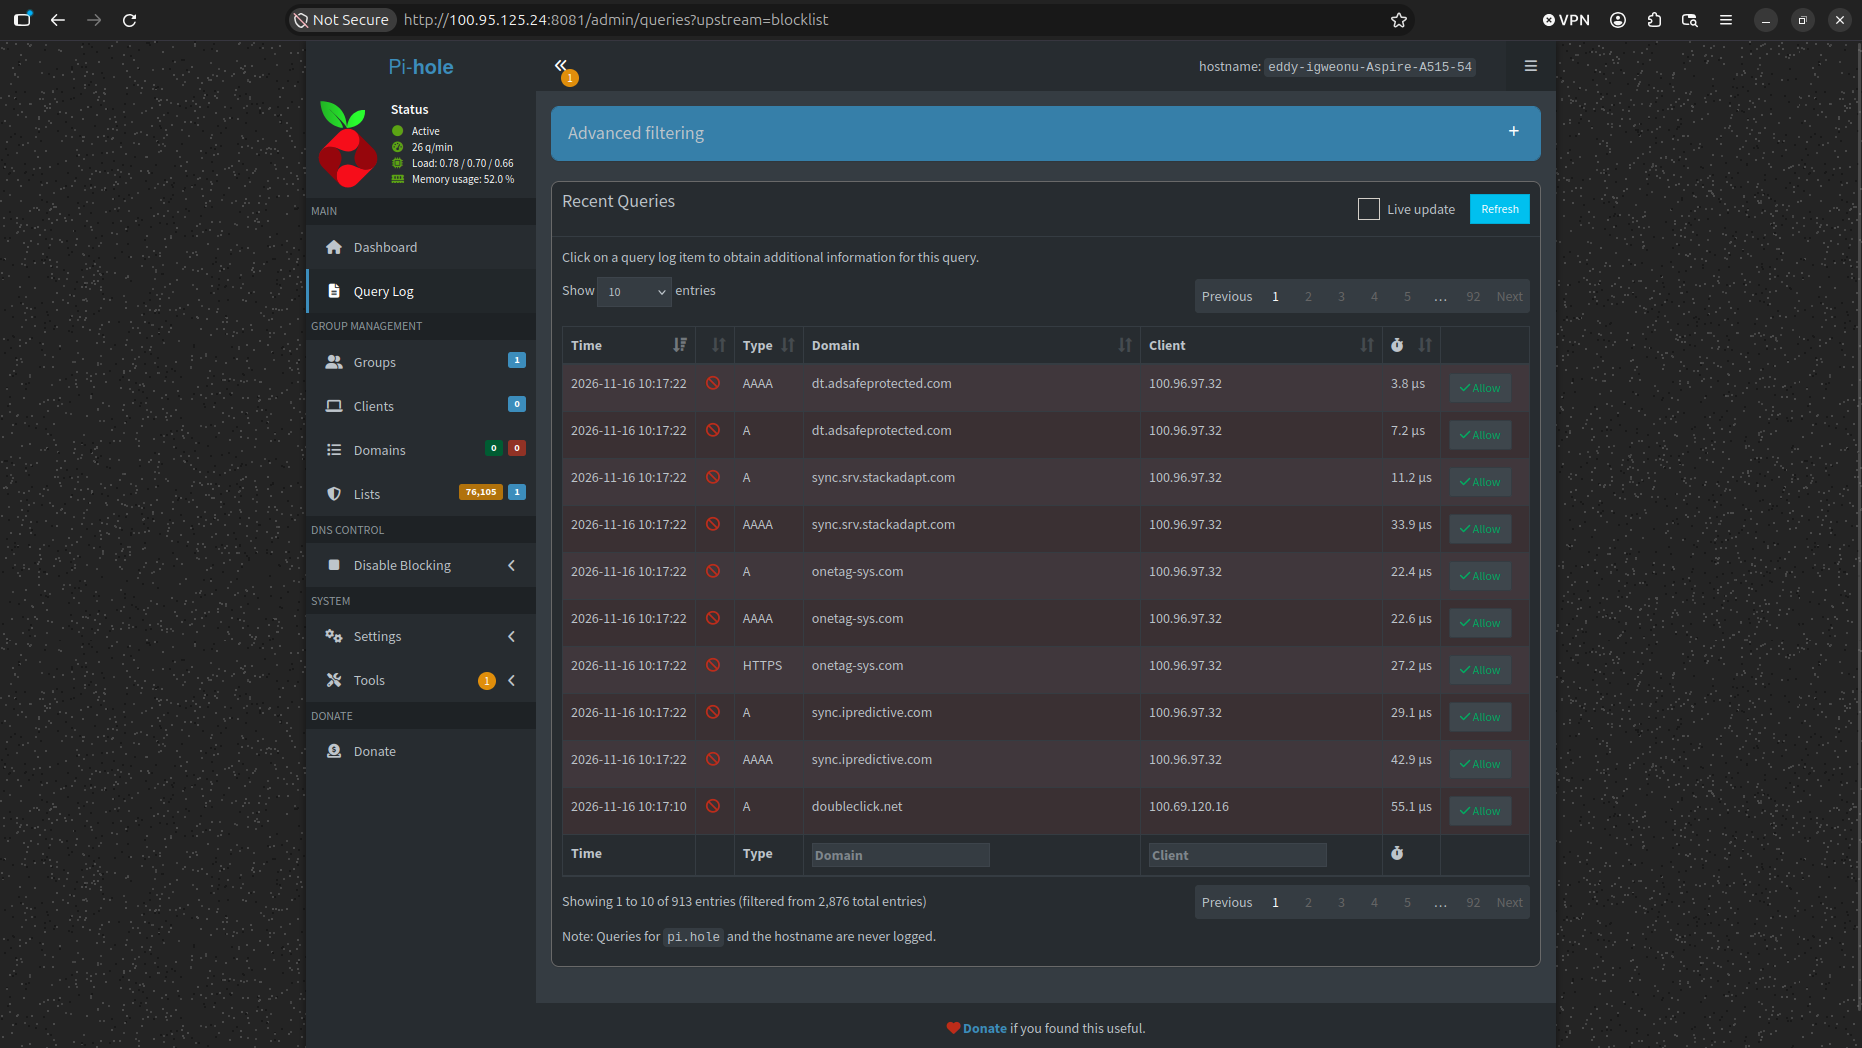 Not Secure http://100.95.125.24:8081/admin/queries?upstream=blocklist VPN
Pi-hole
1
hostname: eddy-igweonu-Aspire-A515-54
Status
Active
26 q/min
Load: 0.78 / 0.70 / 0.66
Memory usage: 52.0 %
MAIN
Dashboard
Query Log
GROUP MANAGEMENT
Groups 1
Clients 0
Domains 0 0
Lists 76,105 1
DNS CONTROL
Disable Blocking
SYSTEM
Settings
Tools 1
DONATE
Donate
Advanced filtering +
Recent Queries
Live update Refresh
Click on a query log item to obtain additional information for this query.
Show 10 entries
Previous 1 2 3 4 5 … 92 Next
Time Type Domain Client
2026-11-16 10:17:22 AAAA dt.adsafeprotected.com 100.96.97.32 3.8 µs Allow
2026-11-16 10:17:22 A dt.adsafeprotected.com 100.96.97.32 7.2 µs Allow
2026-11-16 10:17:22 A sync.srv.stackadapt.com 100.96.97.32 11.2 µs Allow
2026-11-16 10:17:22 AAAA sync.srv.stackadapt.com 100.96.97.32 33.9 µs Allow
2026-11-16 10:17:22 A onetag-sys.com 100.96.97.32 22.4 µs Allow
2026-11-16 10:17:22 AAAA onetag-sys.com 100.96.97.32 22.6 µs Allow
2026-11-16 10:17:22 HTTPS onetag-sys.com 100.96.97.32 27.2 µs Allow
2026-11-16 10:17:22 A sync.ipredictive.com 100.96.97.32 29.1 µs Allow
2026-11-16 10:17:22 AAAA sync.ipredictive.com 100.96.97.32 42.9 µs Allow
2026-11-16 10:17:10 A doubleclick.net 100.69.120.16 55.1 µs Allow
Time Type Domain Client
Showing 1 to 10 of 913 entries (filtered from 2,876 total entries)
Previous 1 2 3 4 5 … 92 Next
Note: Queries for pi.hole and the hostname are never logged.
Donate if you found this useful.